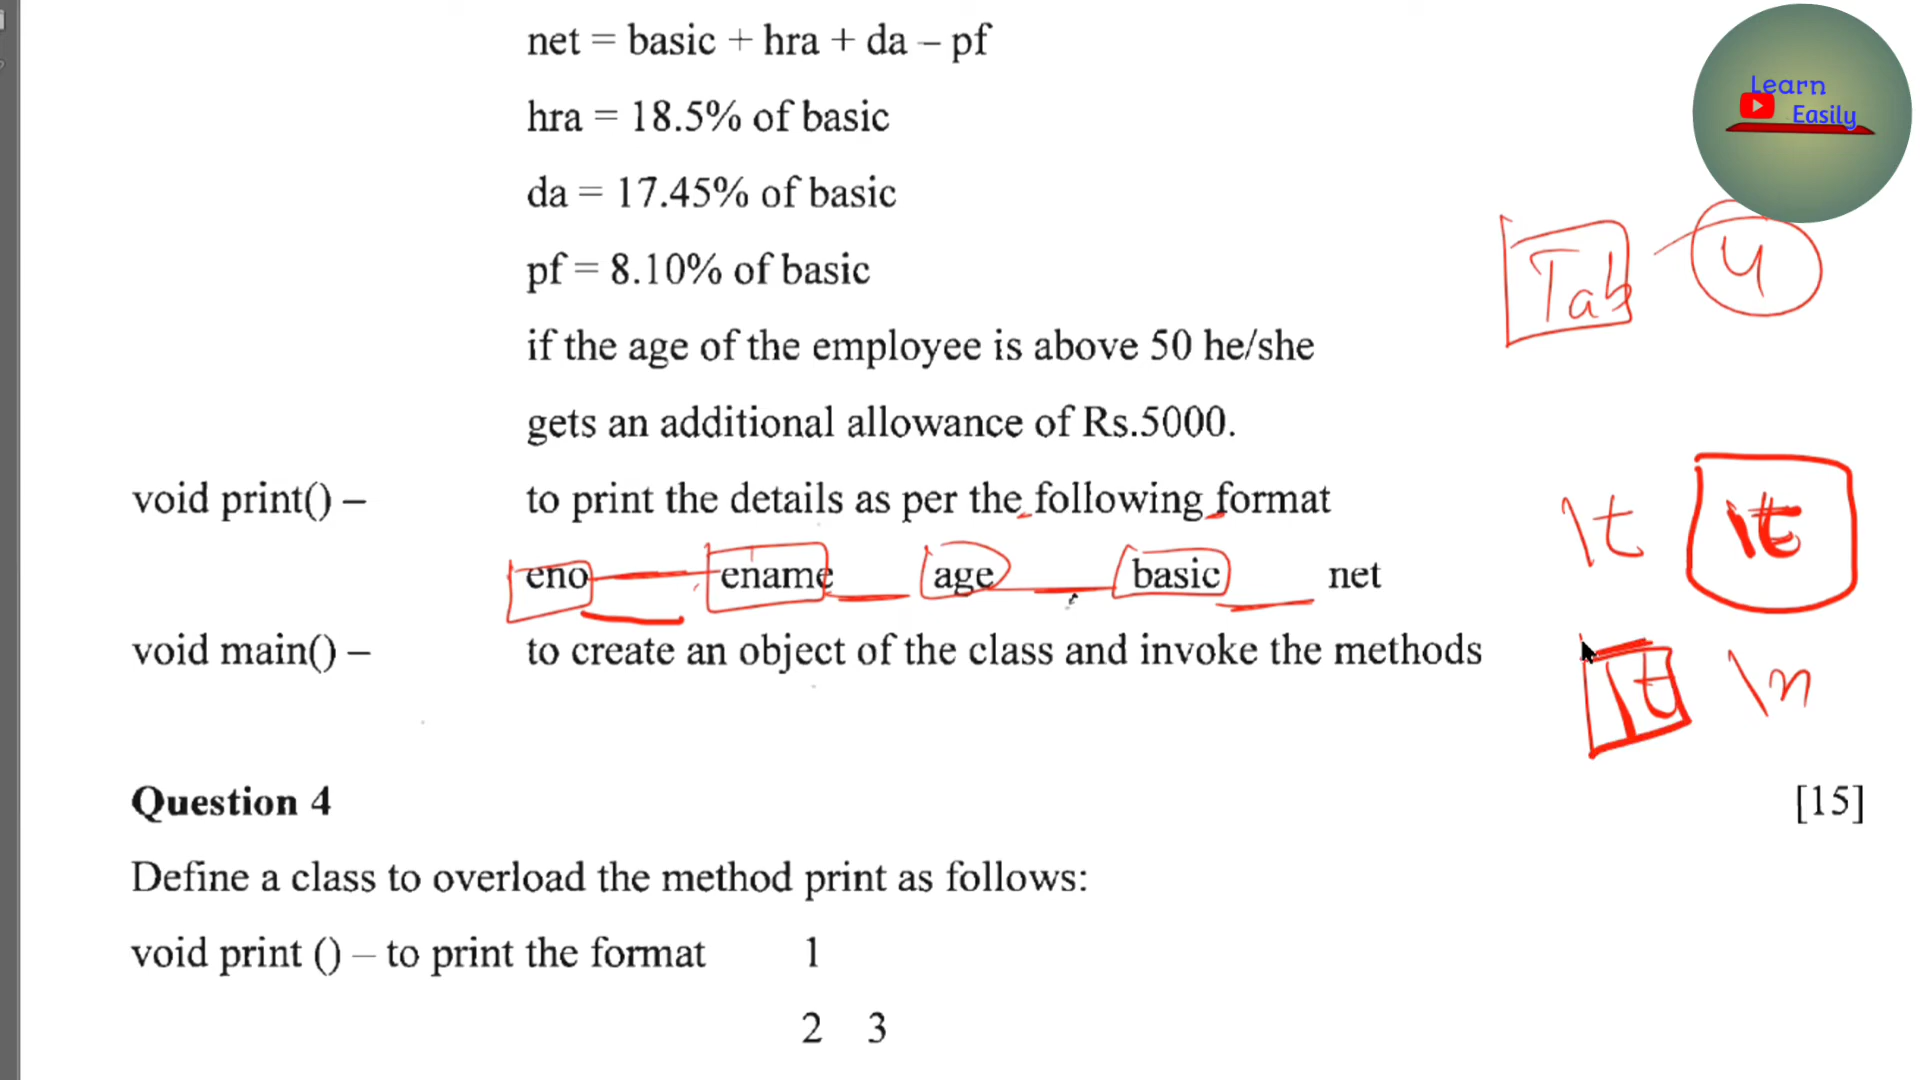 net = basic + hra + da – pf
Learn
Easily
hra = 18.5% of basic
da = 17.45% of basic
Tab 4
pf = 8.10% of basic
if the age of the employee is above 50 he/she
gets an additional allowance of Rs.5000.
void print() – to print the details as per the following format
\t \t
eno ename age basic net
void main() – to create an object of the class and invoke the methods
\t \n
Question 4 [15]
Define a class to overload the method print as follows:
void print () – to print the format 1
2 3